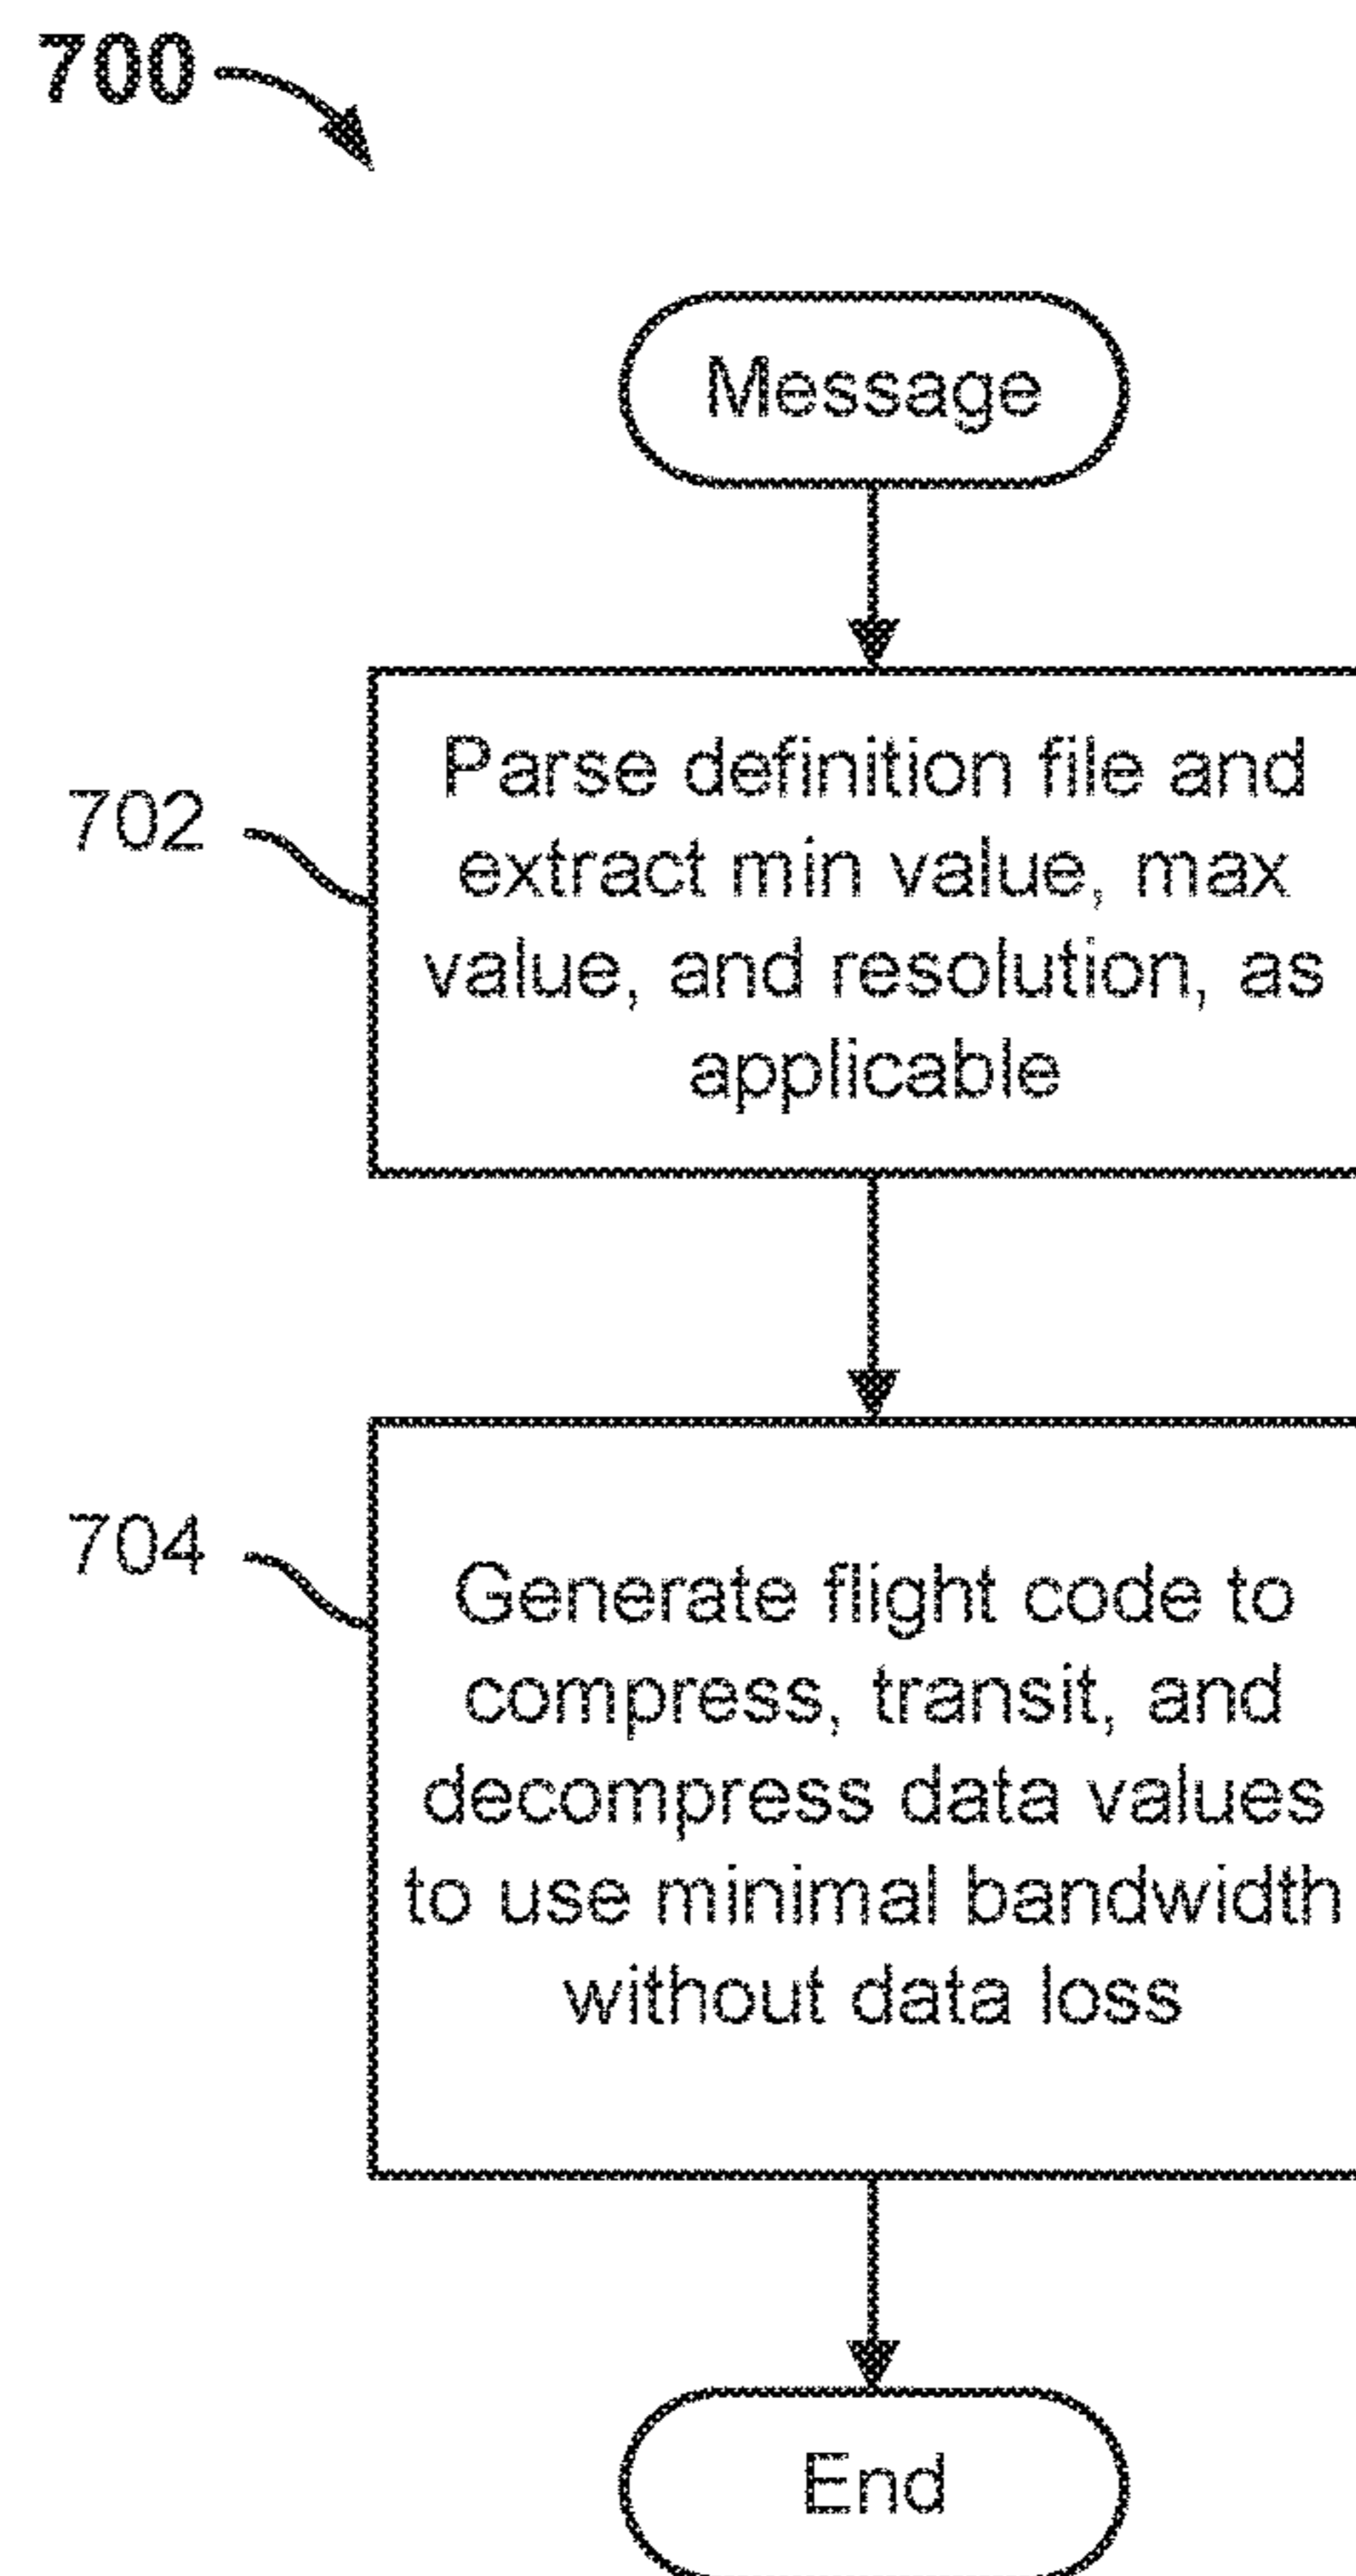 700
Message
702
Parse definition file and
extract min value, max
value, and resolution, as
applicable
704
Generate flight code to
compress, transit, and
decompress data values
to use minimal bandwidth
without data loss
End